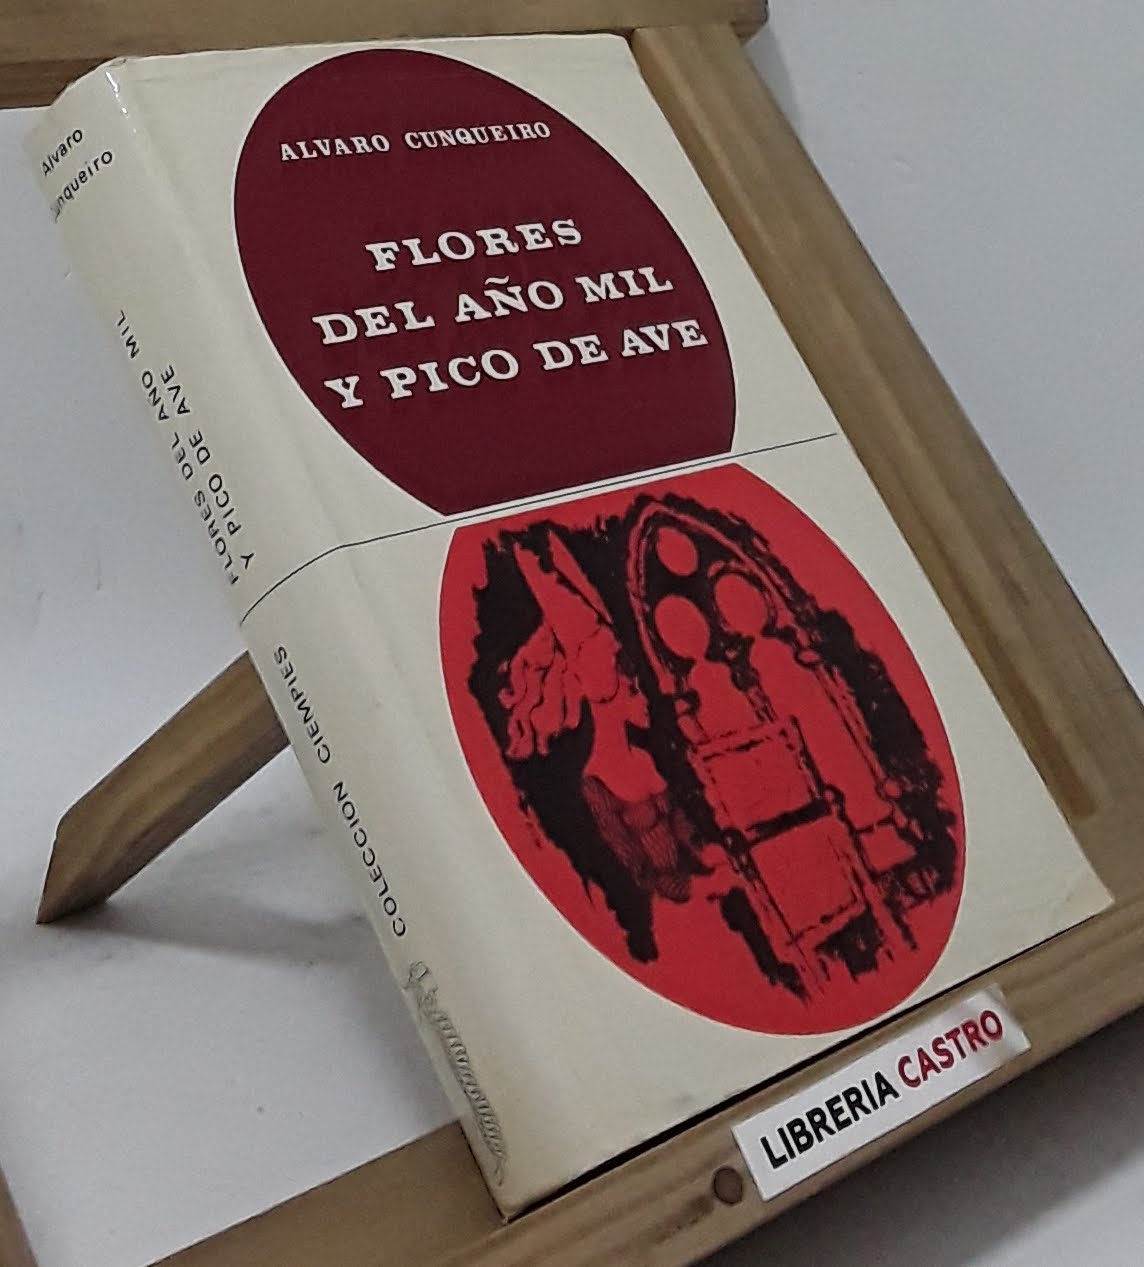 ALVARO CUNQUEIRO
FLORES
DEL AÑO MIL
Y PICO DE AVE
Alvaro
Cunqueiro
FLORES DEL AÑO MIL
Y PICO DE AVE
COLECCION CIEMPIES
LIBRERIA CASTRO